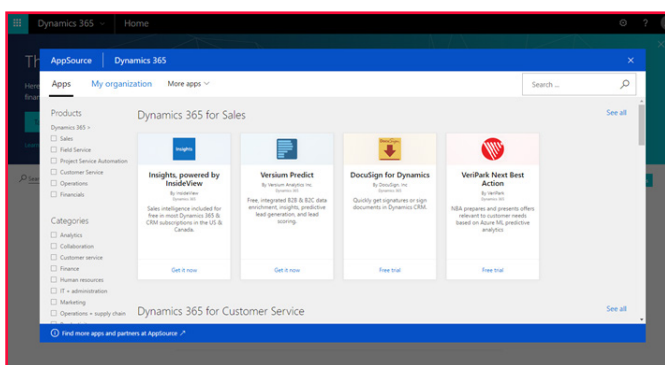 Dynamics 365
Home
?
Th
Here
finan
AppSource
Dynamics 365
Apps
My organization
More apps
Search ...
Products
Dynamics 365 >
Sales
Field Service
Project Service Automation
Customer Service
Operations
Financials
Categories
Analytics
Collaboration
Customer service
Finance
Human resources
IT + administration
Marketing
Operations + supply chain
Dynamics 365 for Sales
See all
Insights
Insights, powered by
InsideView
By InsideView
Dynamics 365
Sales intelligence included for
free in most Dynamics 365 &
CRM subscriptions in the US &
Canada.
Get it now
Versium Predict
By Versium Analytics Inc.
Dynamics 365
Free, integrated B2B & B2C data
enrichment, insights, predictive
lead generation, and lead
scoring.
Get it now
DocuSign
DocuSign for Dynamics
By DocuSign, Inc
Dynamics 365
Quickly get signatures or sign
documents in Dynamics CRM.
Free trial
VeriPark Next Best
Action
By VeriPark
Dynamics 365
NBA prepares and presents offers
relevant to customer needs
based on Azure ML predictive
analytics
Free trial
Dynamics 365 for Customer Service
See all
Find more apps and partners at AppSource